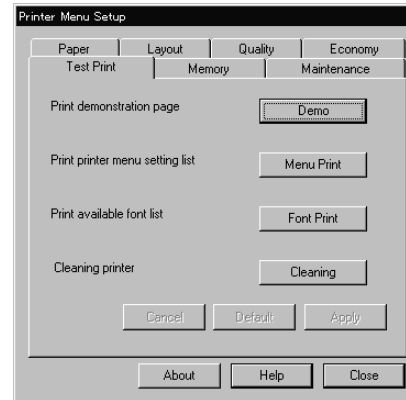 Printer Menu Setup
Paper Layout Quality Economy
Test Print Memory Maintenance
Print demonstration page Demo
Print printer menu setting list Menu Print
Print available font list Font Print
Cleaning printer Cleaning
Cancel Default Apply
About Help Close